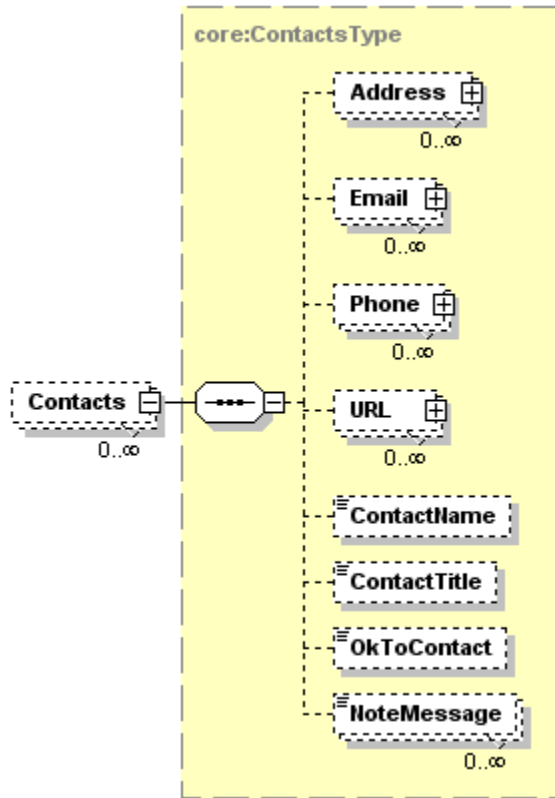 core:ContactsType
Address
0..∞
Email
0..∞
Phone
0..∞
Contacts
0..∞
URL
0..∞
ContactName
ContactTitle
OkToContact
NoteMessage
0..∞